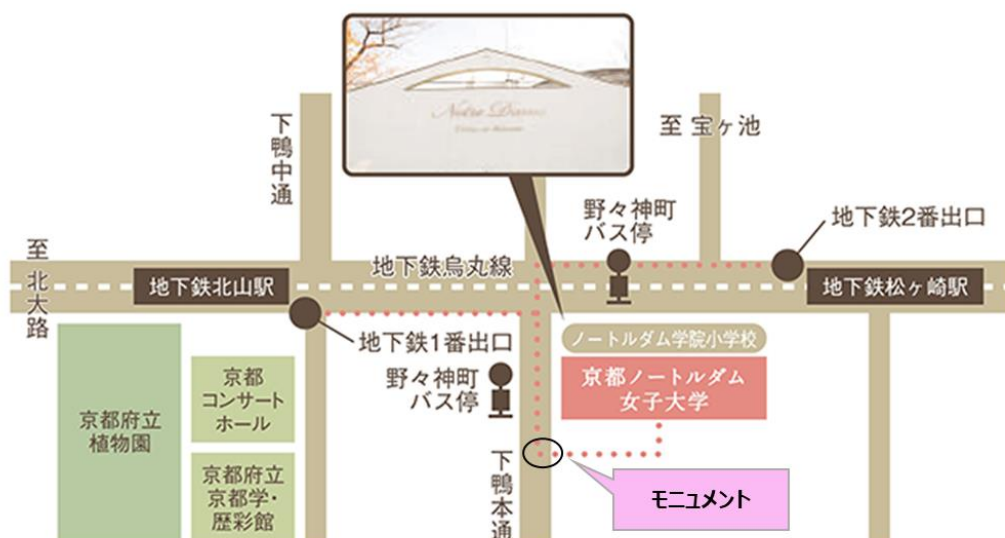 Notre Dame
下鴨中通
至 宝ヶ池
野々神町
バス停
地下鉄2番出口
至北大路
地下鉄烏丸線
地下鉄北山駅
地下鉄松ヶ崎駅
地下鉄1番出口
ノートルダム学院小学校
野々神町
バス停
京都ノートルダム
女子大学
京都
コンサート
ホール
京都府立
植物園
京都府立
京都学・
歴彩館
下鴨本通
モニュメント